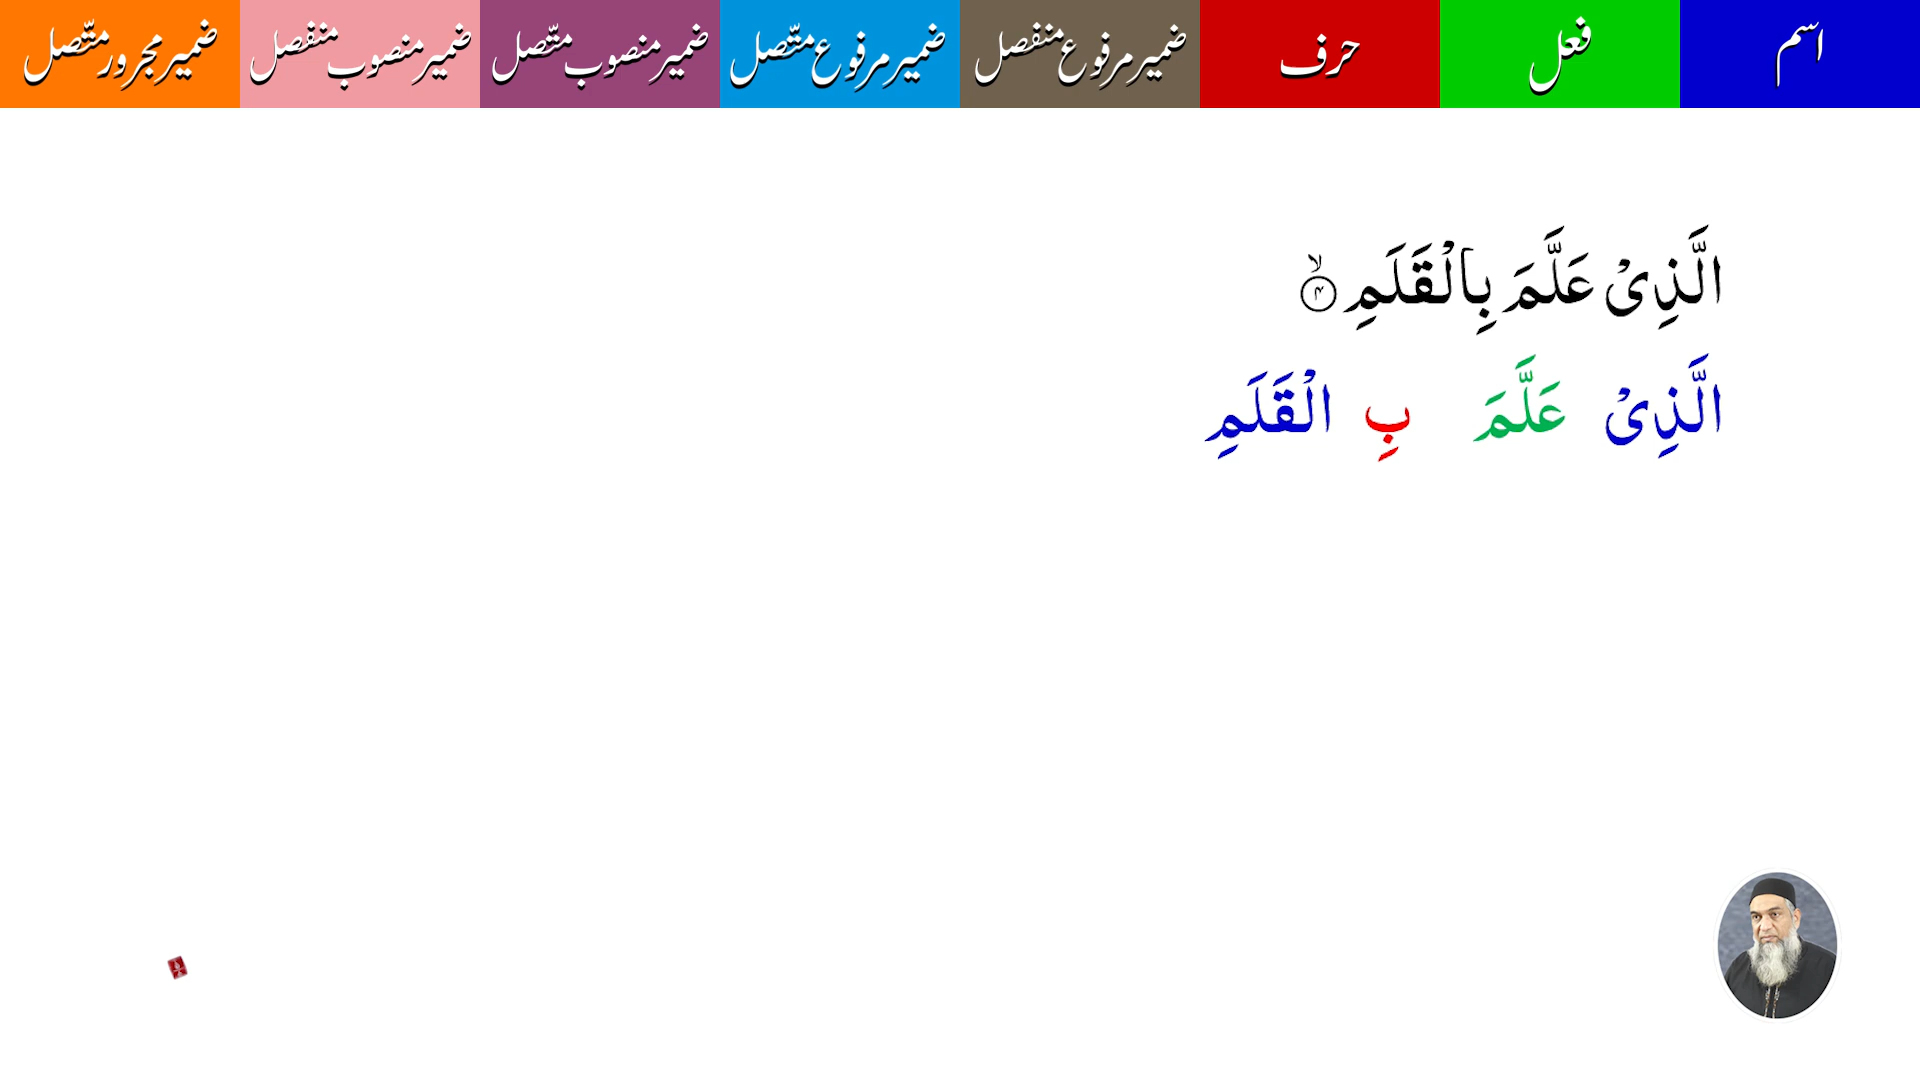 اسم فعل حرف ضمیر مرفوع منفصل ضمیر مرفوع متّصل ضمیر منصوب متّصل ضمیر منصوب منفصل ضمیر مجرور متّصل
الَّذِیْ عَلَّمَ بِالْقَلَمِ ۙ﴿۴﴾
الَّذِیْ عَلَّمَ بِ الْقَلَمِ